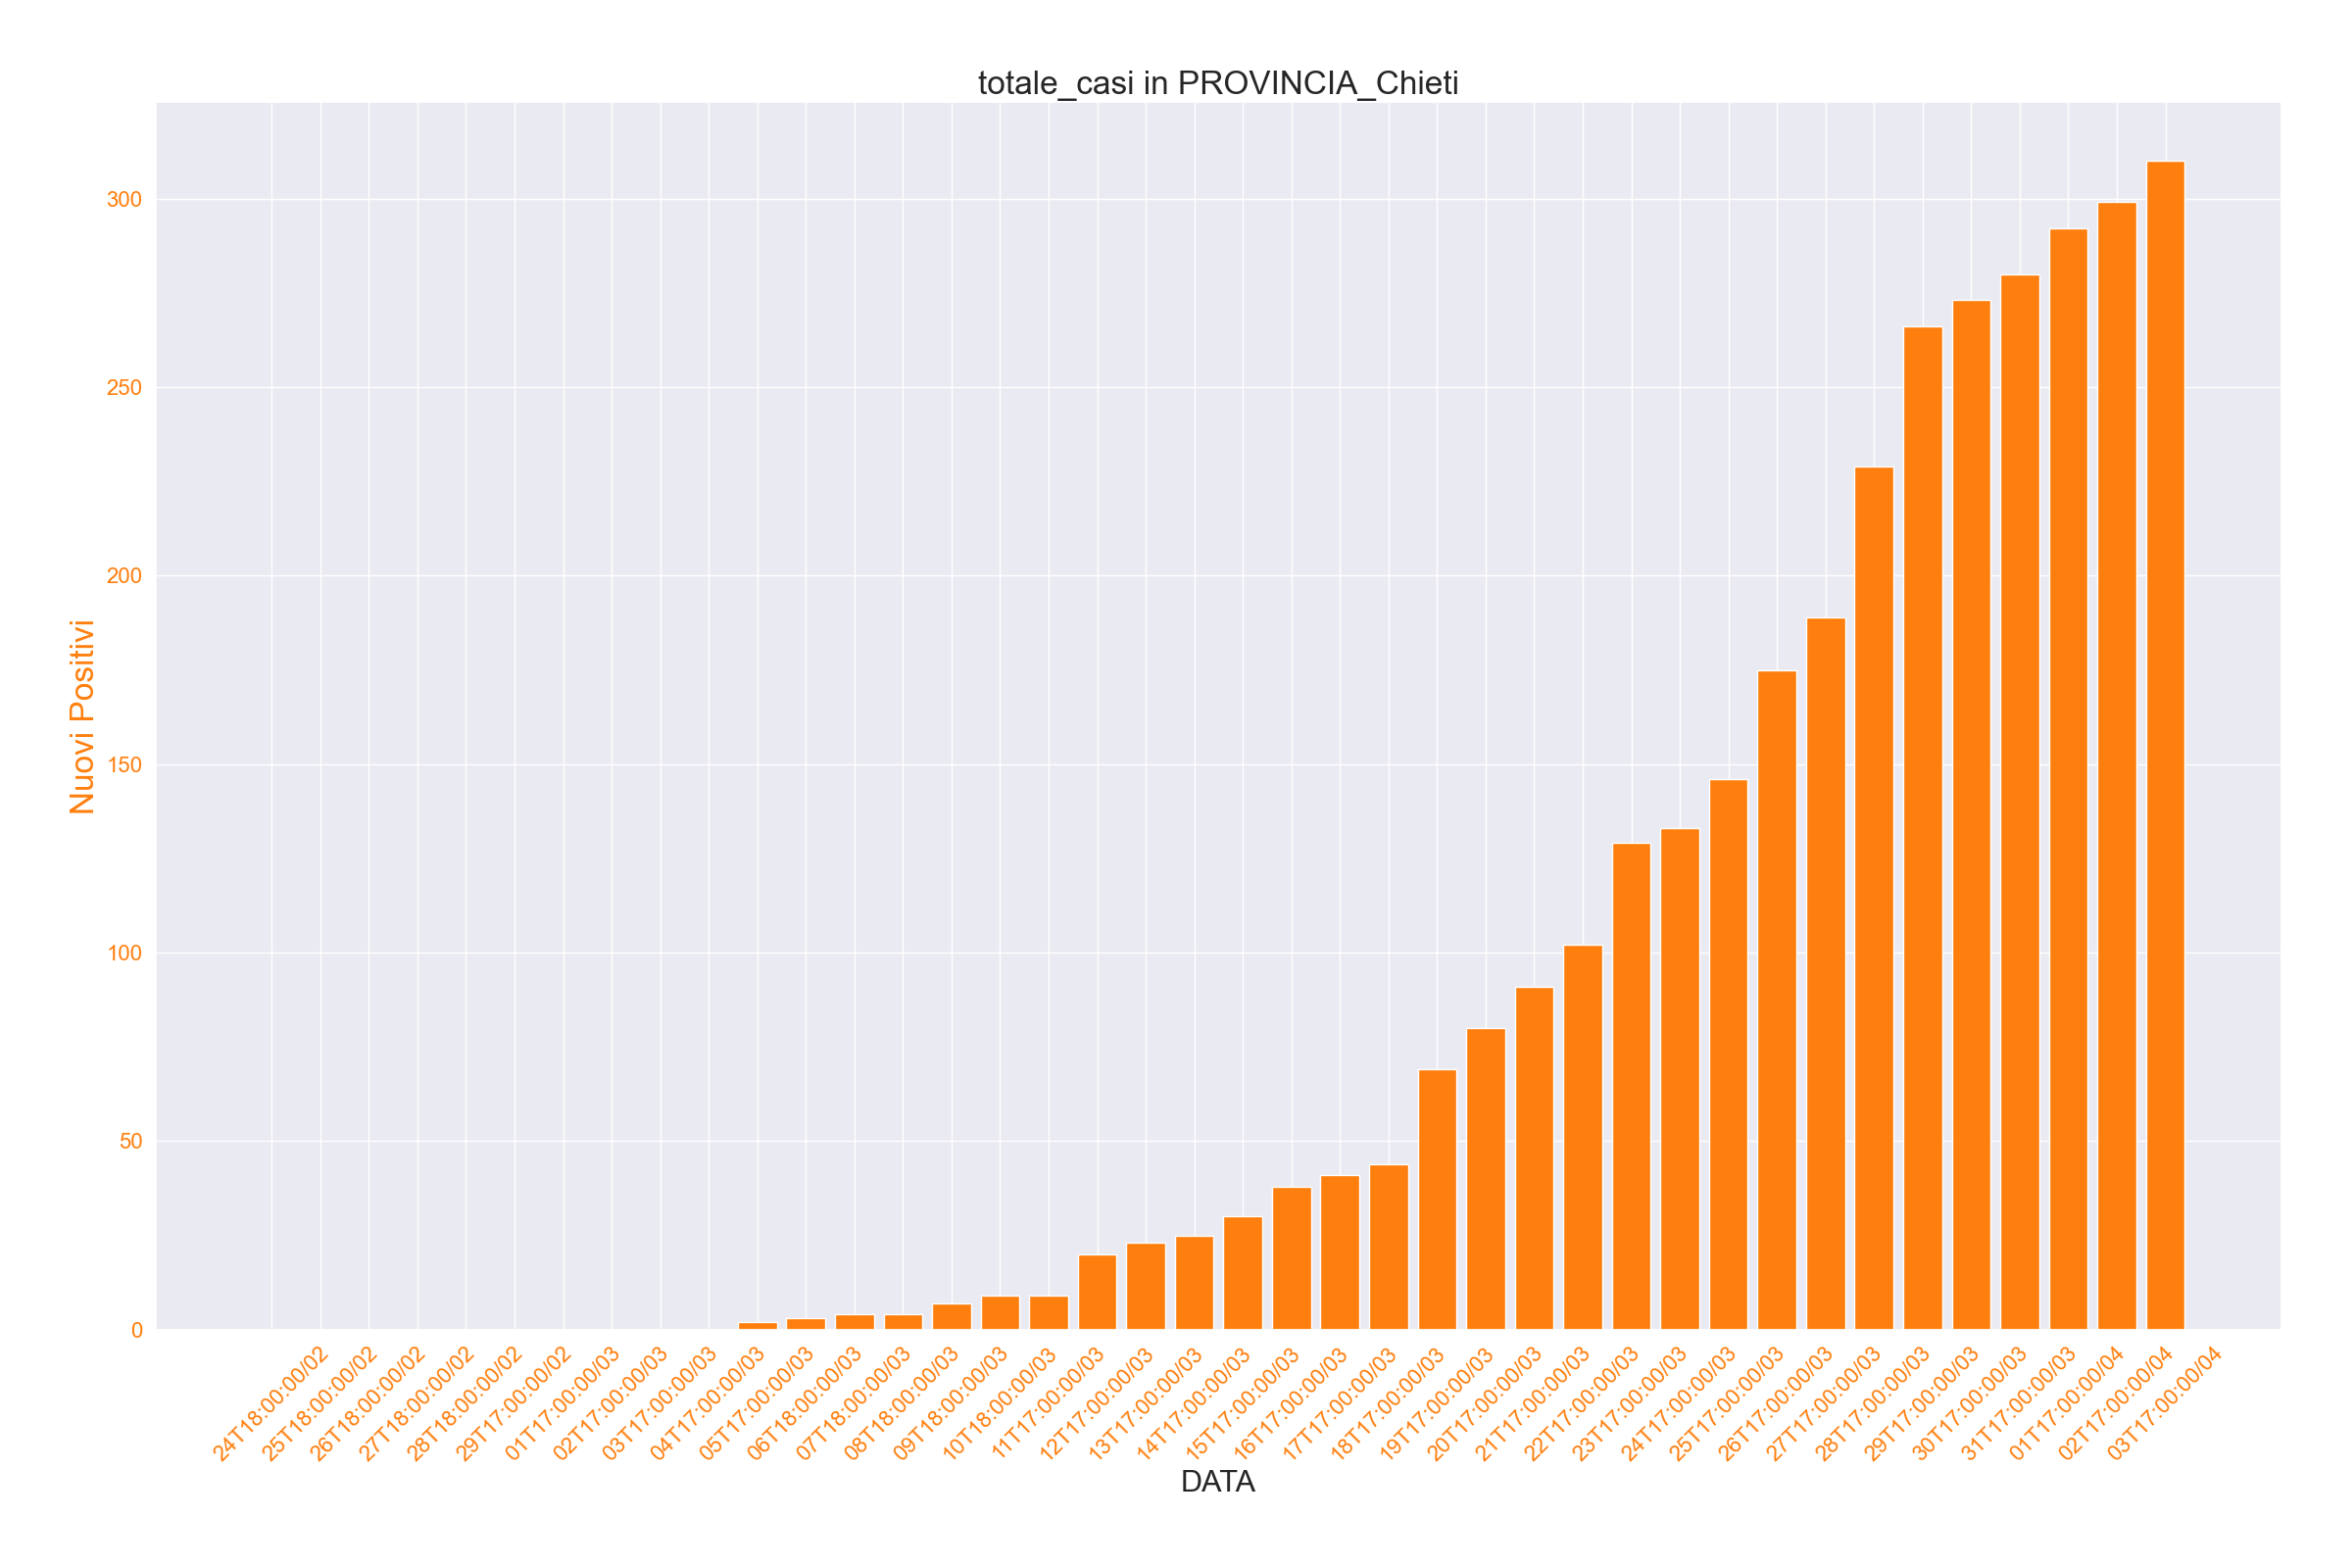 totale_casi in PROVINCIA_Chieti
Nuovi Positivi
300
250
200
150
100
50
0
24T18:00:00/02
25T18:00:00/02
26T18:00:00/02
27T18:00:00/02
28T18:00:00/02
29T17:00:00/02
01T17:00:00/03
02T17:00:00/03
03T17:00:00/03
04T17:00:00/03
05T17:00:00/03
06T18:00:00/03
07T18:00:00/03
08T18:00:00/03
09T18:00:00/03
10T18:00:00/03
11T17:00:00/03
12T17:00:00/03
13T17:00:00/03
14T17:00:00/03
15T17:00:00/03
16T17:00:00/03
17T17:00:00/03
18T17:00:00/03
19T17:00:00/03
20T17:00:00/03
21T17:00:00/03
22T17:00:00/03
23T17:00:00/03
24T17:00:00/03
25T17:00:00/03
26T17:00:00/03
27T17:00:00/03
28T17:00:00/03
29T17:00:00/03
30T17:00:00/03
31T17:00:00/03
01T17:00:00/04
02T17:00:00/04
03T17:00:00/04
DATA